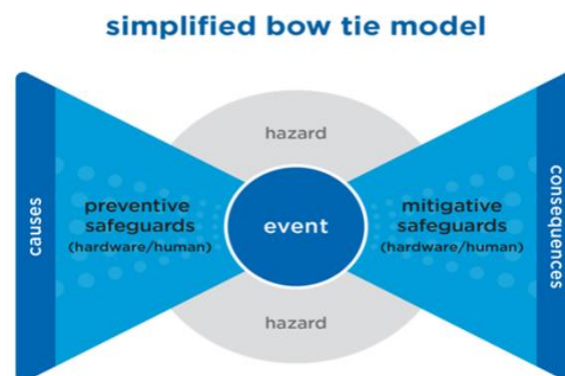 simplified bow tie model
hazard
causes
preventive
safeguards
(hardware/human)
event
mitigative
safeguards
(hardware/human)
consequences
hazard